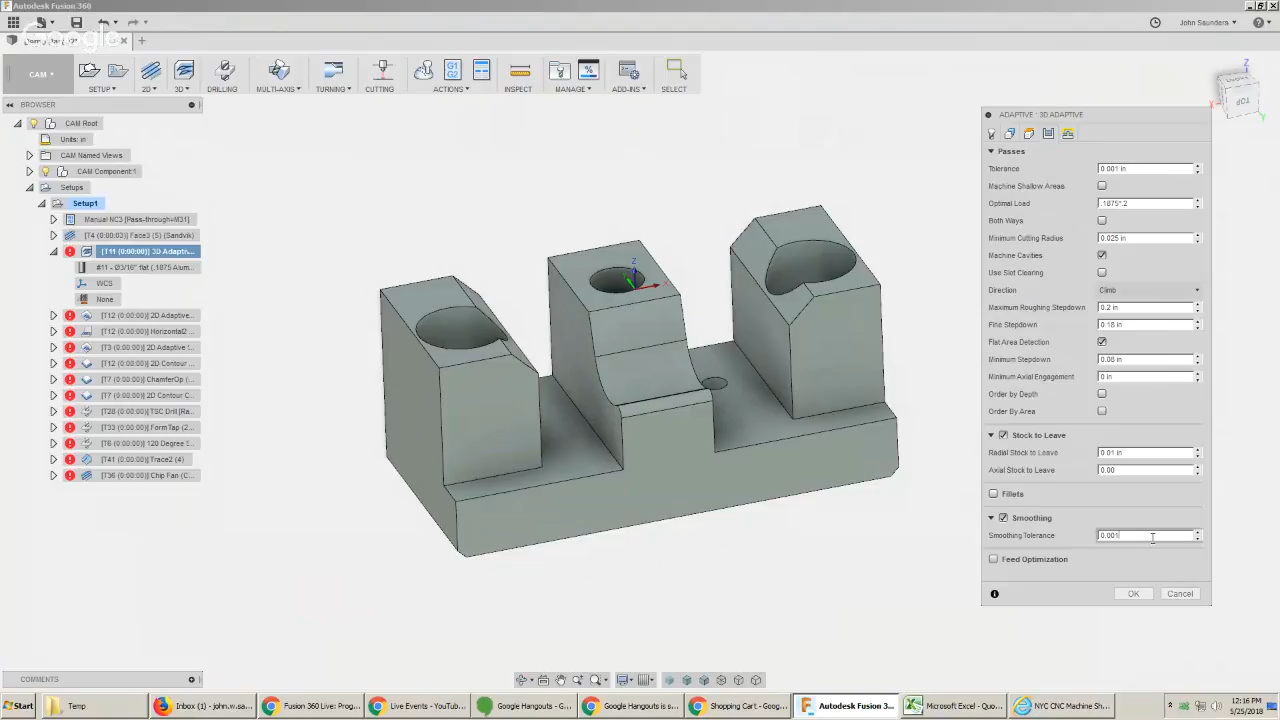 Autodesk Fusion 360
John Saunders
Google
CAM
SETUP
2D
3D
DRILLING
MULTI-AXIS
TURNING
CUTTING
G1
G2
ACTIONS
INSPECT
MANAGE
ADD-INS
SELECT
BROWSER
CAM Root
Units: in
CAM Named Views
CAM Component:1
Setups
Setup1
Manual NC3 [Pass-through=M31]
[T4 (0:00:03)] Face3 (S) (Sandvik)
[T11 (0:00:00)] 3D Adaptiv...
#11 - Ø3/16" flat (.1875 Alum...
WCS
None
[T12 (0:00:00)] 2D Adaptive...
[T12 (0:00:00)] Horizontal2 ...
[T3 (0:00:00)] 2D Adaptive ...
[T12 (0:00:00)] 2D Contour ...
[T7 (0:00:00)] ChamferOp (...
[T7 (0:00:00)] 2D Contour C...
[T28 (0:00:00)] TSC Drill [Ra...
[T33 (0:00:00)] FormTap (2...
[T6 (0:00:00)] 120 Degree S...
[T41 (0:00:00)] Trace2 (4)
[T36 (0:00:00)] Chip Fan (C...
Z
TOP
X
Y
Z
X
ADAPTIVE : 3D ADAPTIVE
Passes
Tolerance 0.001 in
Machine Shallow Areas
Optimal Load .1875*.2
Both Ways
Minimum Cutting Radius 0.025 in
Machine Cavities
Use Slot Clearing
Direction Climb
Maximum Roughing Stepdown 0.2 in
Fine Stepdown 0.18 in
Flat Area Detection
Minimum Stepdown 0.08 in
Minimum Axial Engagement 0 in
Order by Depth
Order By Area
Stock to Leave
Radial Stock to Leave 0.01 in
Axial Stock to Leave 0.00
Fillets
Smoothing
Smoothing Tolerance 0.001
Feed Optimization
OK Cancel
COMMENTS
Start
Temp
Inbox (1) - john.w.sa...
Fusion 360 Live: Prog...
Live Events - YouTub...
Google Hangouts - G...
Google Hangouts is s...
Shopping Cart - Goog...
Autodesk Fusion 3...
Microsoft Excel - Quo...
NYC CNC Machine Sh...
12:16 PM
5/25/2018